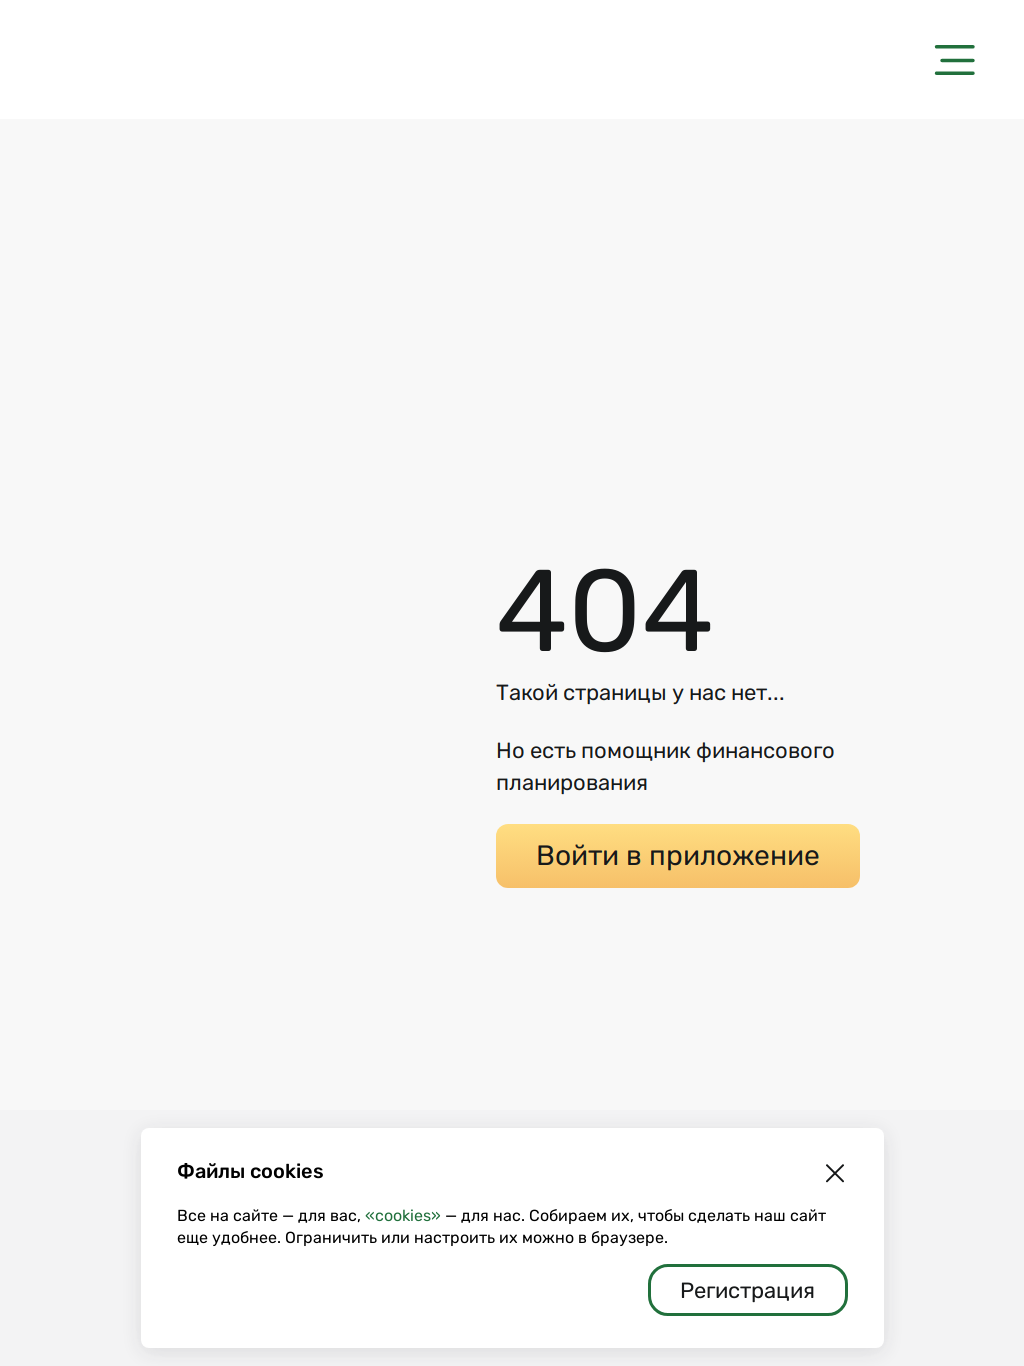 404
Такой страницы у нас нет...
Но есть помощник финансового
планирования
Войти в приложение
Файлы cookies
Все на сайте — для вас, «cookies» — для нас. Собираем их, чтобы сделать наш сайт
еще удобнее. Ограничить или настроить их можно в браузере.
Регистрация